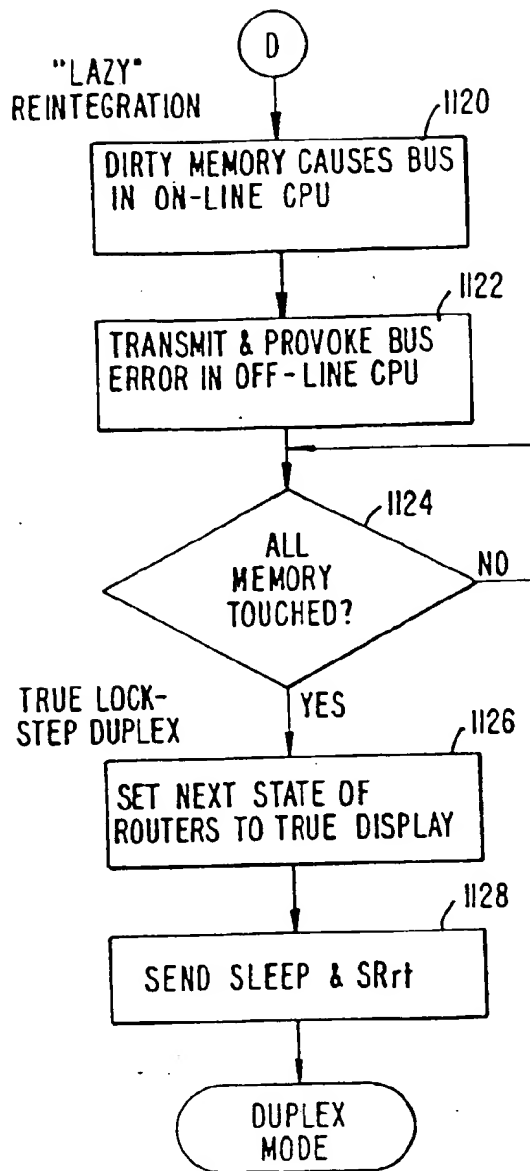 D
"LAZY"
REINTEGRATION
1120
DIRTY MEMORY CAUSES BUS
IN ON-LINE CPU
1122
TRANSMIT & PROVOKE BUS
ERROR IN OFF-LINE CPU
1124
ALL
MEMORY
TOUCHED?
NO
TRUE LOCK-
STEP DUPLEX
YES
1126
SET NEXT STATE OF
ROUTERS TO TRUE DISPLAY
1128
SEND SLEEP & SRrt
DUPLEX
MODE